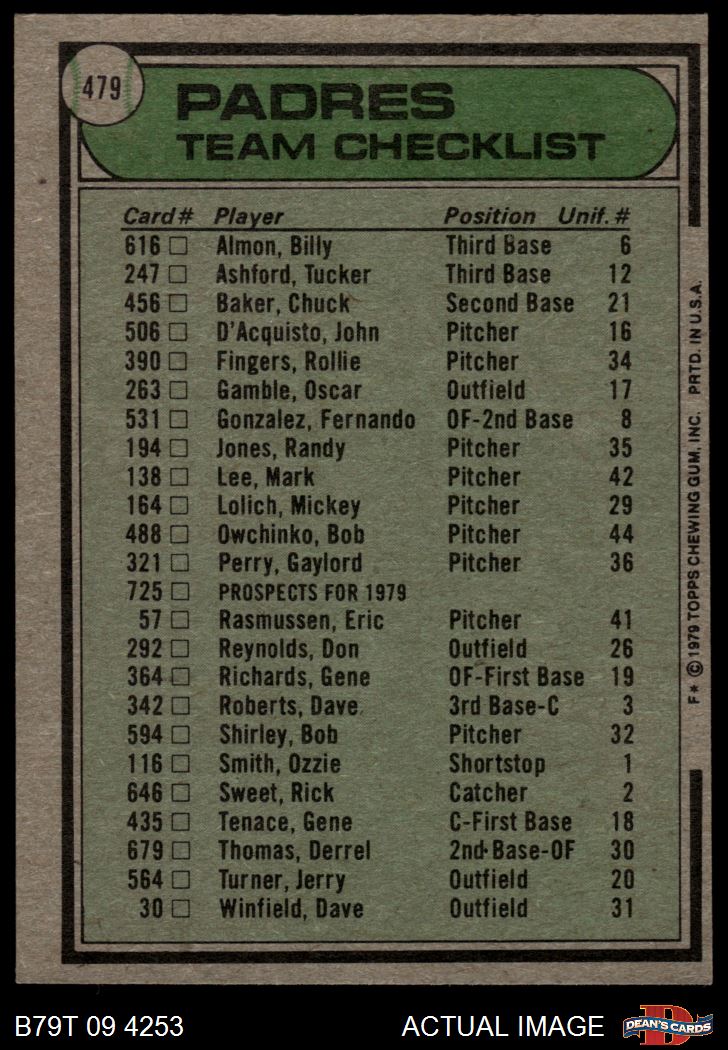 479
PADRES
TEAM CHECKLIST
Card # Player Position Unif. #
616 □ Almon, Billy Third Base 6
247 □ Ashford, Tucker Third Base 12
456 □ Baker, Chuck Second Base 21
506 □ D'Acquisto, John Pitcher 16
390 □ Fingers, Rollie Pitcher 34
263 □ Gamble, Oscar Outfield 17
531 □ Gonzalez, Fernando OF-2nd Base 8
194 □ Jones, Randy Pitcher 35
138 □ Lee, Mark Pitcher 42
164 □ Lolich, Mickey Pitcher 29
488 □ Owchinko, Bob Pitcher 44
321 □ Perry, Gaylord Pitcher 36
725 □ PROSPECTS FOR 1979
57 □ Rasmussen, Eric Pitcher 41
292 □ Reynolds, Don Outfield 26
364 □ Richards, Gene OF-First Base 19
342 □ Roberts, Dave 3rd Base-C 3
594 □ Shirley, Bob Pitcher 32
116 □ Smith, Ozzie Shortstop 1
646 □ Sweet, Rick Catcher 2
435 □ Tenace, Gene C-First Base 18
679 □ Thomas, Derrel 2nd-Base-OF 30
564 □ Turner, Jerry Outfield 20
30 □ Winfield, Dave Outfield 31
F* © 1979 TOPPS CHEWING GUM, INC. PRTD. IN U.S.A.
B79T 09 4253 ACTUAL IMAGE
D
DEAN'S CARDS